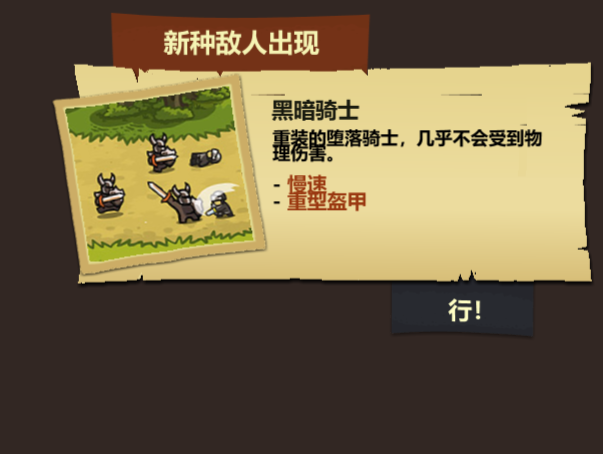 新种敌人出现
黑暗骑士
重装的堕落骑士，几乎不会受到物
理伤害。
- 慢速
- 重型盔甲
行!